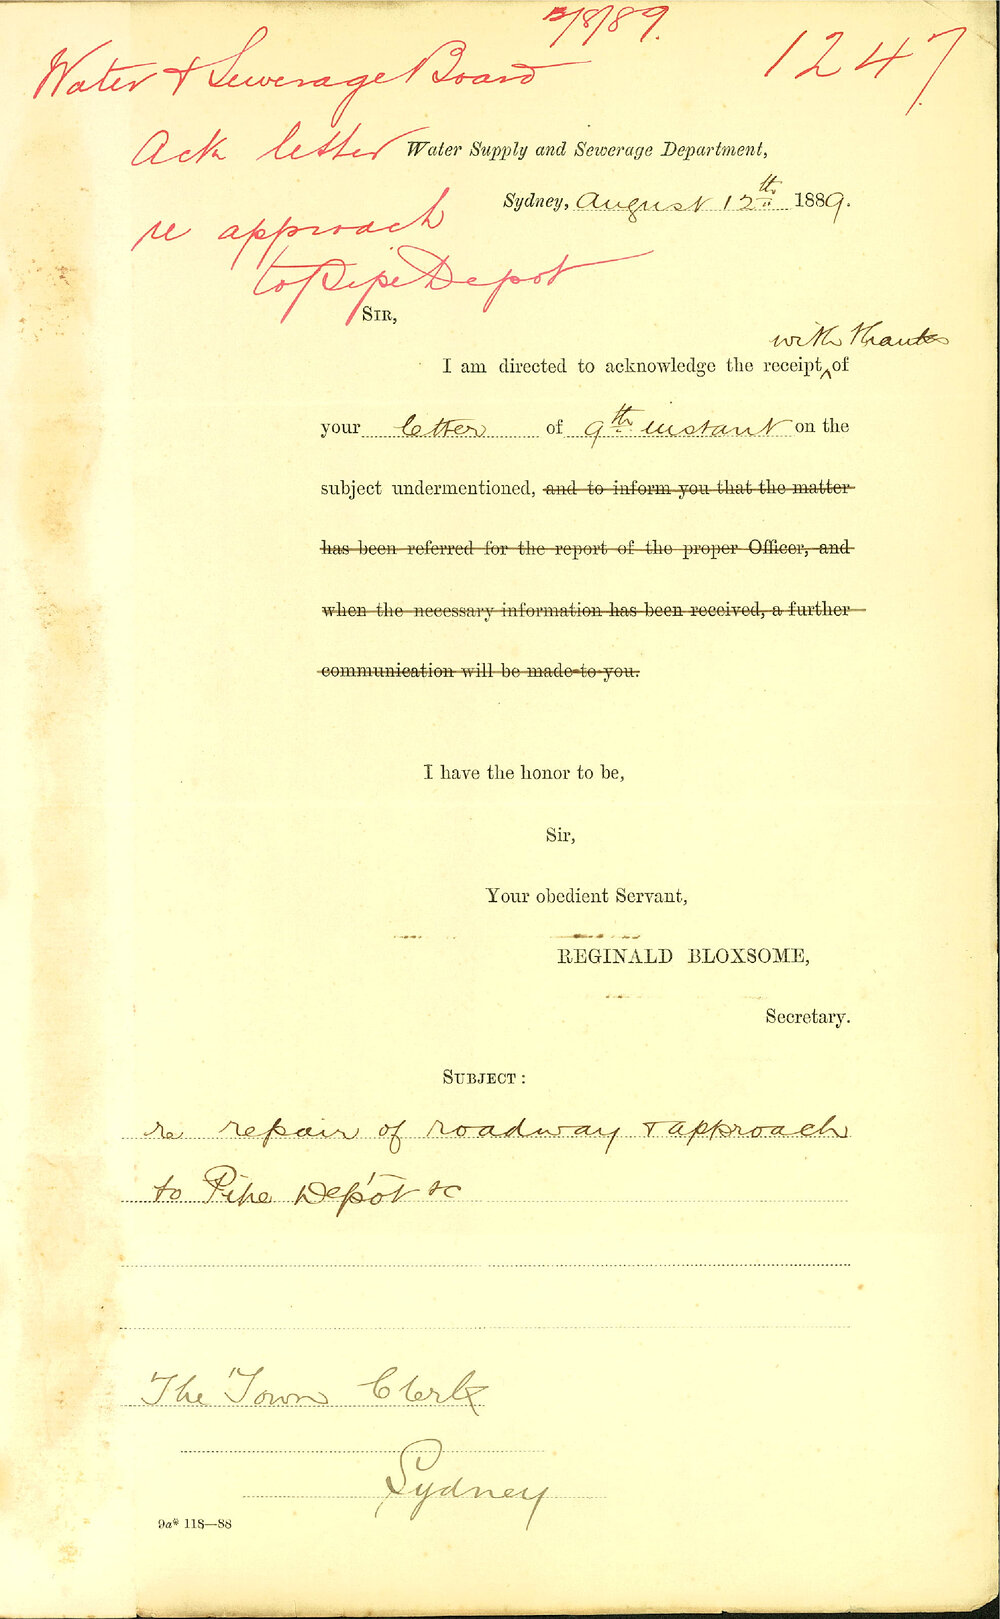 /8/89.
1247
Water & Sewerage Board
Ack letter
re approach
to Pipe Depot
Water Supply and Sewerage Department,
Sydney, August 12th 1889.
SIR,
with thanks
I am directed to acknowledge the receipt ^ of
your letter of 9th instant on the
subject undermentioned, and to inform you that the matter
has been referred for the report of the proper Officer, and
when the necessary information has been received, a further
communication will be made to you.
I have the honor to be,
Sir,
Your obedient Servant,
REGINALD BLOXSOME,
Secretary.
SUBJECT:
re repair of roadway & approach
to Pipe Depôt &c
The Town Clerk
Sydney
9a* 118—88